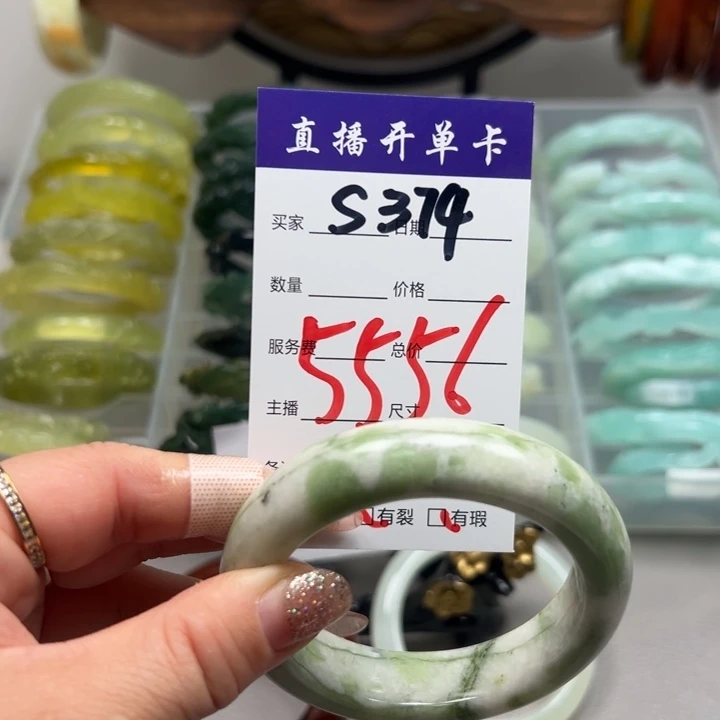 直播开单卡
买家 S374 日期
数量 价格
服务费 总价
5556
主播 尺寸
有裂 有瑕